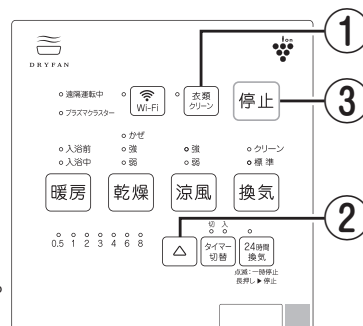 Ion
DRYFAN
遠隔運転中
Wi-Fi
衣類
クリーン
停止
プラズマクラスター
かぜ
入浴前
強
強
クリーン
入浴中
弱
弱
標準
暖房
乾燥
涼風
換気
切 入
0.5 1 2 3 4 6 8
タイマー
切替
24時間
換気
点滅:一時停止
長押し▶停止
1
3
2